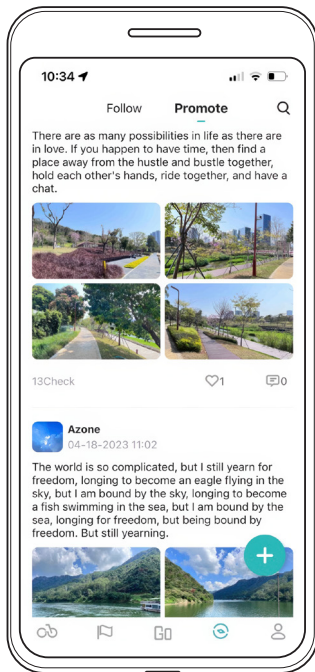 10:34
Follow Promote
There are as many possibilities in life as there are
in love. If you happen to have time, then find a
place away from the hustle and bustle together,
hold each other's hands, ride together, and have a
chat.
13Check 1 0
Azone
04-18-2023 11:02
The world is so complicated, but I still yearn for
freedom, longing to become an eagle flying in the
sky, but I am bound by the sky, longing to become
a fish swimming in the sea, but I am bound by the
sea, longing for freedom, but being bound by
freedom. But still yearning.
GO